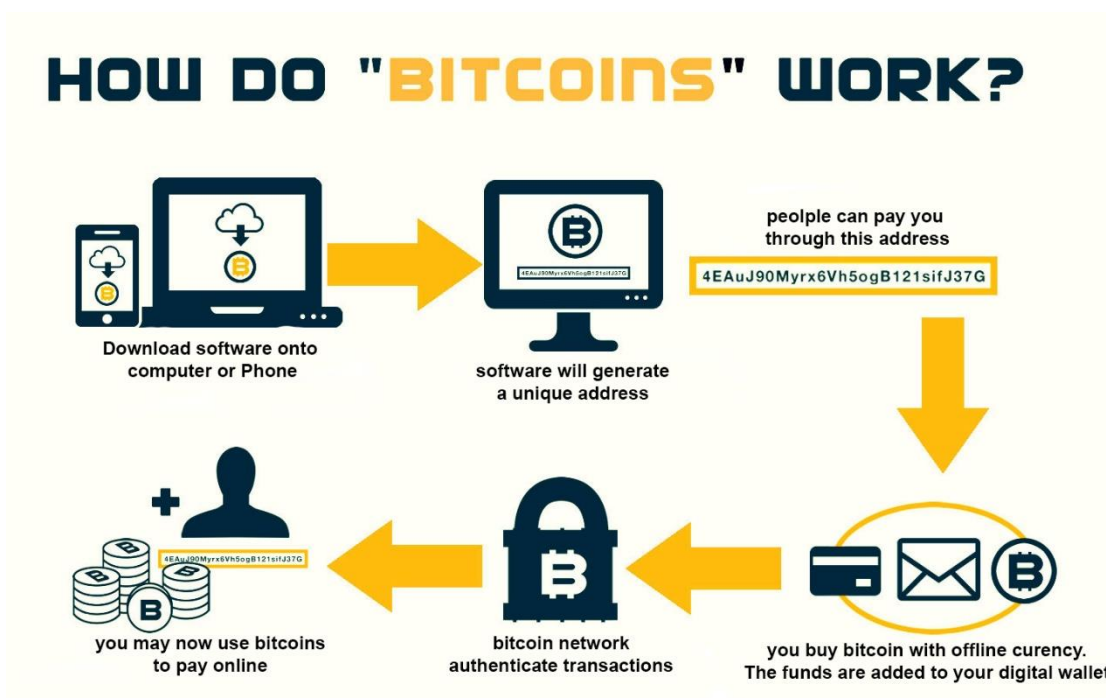 HOW DO "BITCOINS" WORK?
Download software onto
computer or Phone
4EAuJ90Myrx6Vh5ogB121sifJ37G
software will generate
a unique address
peolple can pay you
through this address
4EAuJ90Myrx6Vh5ogB121sifJ37G
you buy bitcoin with offline curency.
The funds are added to your digital wallet
bitcoin network
authenticate transactions
4EAuJ90Myrx6Vh5ogB121sifJ37G
you may now use bitcoins
to pay online